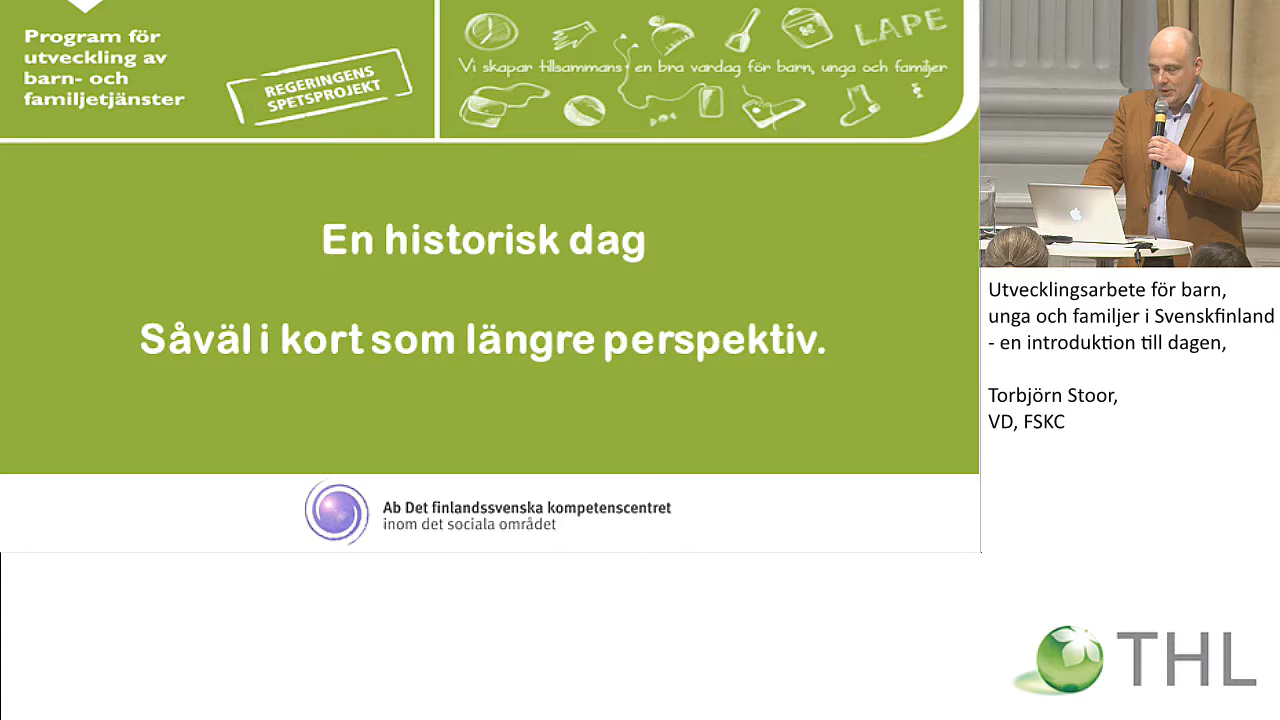 Program för
utveckling av
barn- och
familjetjänster
REGERINGENS
SPETSPROJEKT
LAPE
Vi skapar tillsammans en bra vardag för barn, unga och familjer
En historisk dag
Såväl i kort som längre perspektiv.
Ab Det finlandssvenska kompetenscentret
inom det sociala området
Utvecklingsarbete för barn,
unga och familjer i Svenskfinland
- en introduktion till dagen,
Torbjörn Stoor,
VD, FSKC
THL